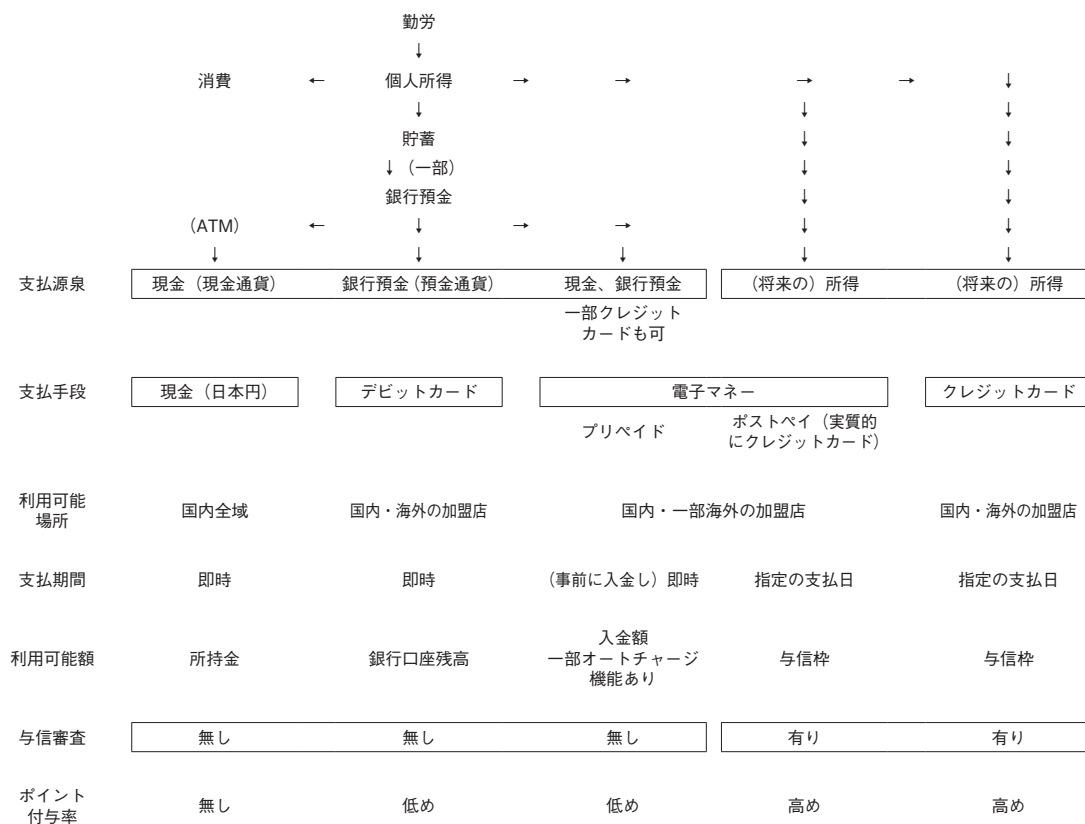 勤労
↓
消費 ← 個人所得 → → → → ↓
↓ ↓ ↓
貯蓄 ↓ ↓
↓（一部） ↓ ↓
銀行預金 ↓ ↓
（ATM） ← ↓ → → ↓ ↓
↓ ↓ ↓ ↓ ↓
支払源泉 現金（現金通貨） 銀行預金（預金通貨） 現金、銀行預金 （将来の）所得 （将来の）所得
一部クレジット
カードも可
支払手段 現金（日本円） デビットカード 電子マネー クレジットカード
プリペイド
ポストペイ（実質的
にクレジットカード）
利用可能
場所
国内全域 国内・海外の加盟店 国内・一部海外の加盟店 国内・海外の加盟店
支払期間 即時 即時 （事前に入金し）即時 指定の支払日 指定の支払日
利用可能額 所持金 銀行口座残高
入金額
一部オートチャージ
機能あり
与信枠 与信枠
与信審査 無し 無し 無し 有り 有り
ポイント
付与率
無し 低め 低め 高め 高め